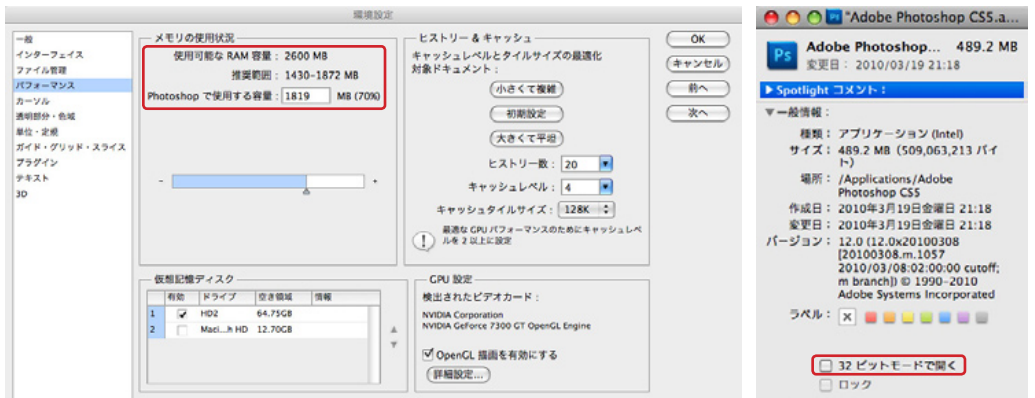 環境設定
一般
インターフェイス
ファイル管理
パフォーマンス
カーソル
透明部分・色域
単位・定規
ガイド・グリッド・スライス
プラグイン
テキスト
3D
メモリの使用状況
使用可能な RAM 容量： 2600 MB
推奨範囲： 1430-1872 MB
Photoshop で使用する容量： 1819 MB (70%)
- +
ヒストリー & キャッシュ
キャッシュレベルとタイルサイズの最適化
対象ドキュメント：
小さくて複雑
初期設定
大きくて平坦
ヒストリー数： 20
キャッシュレベル： 4
キャッシュタイルサイズ： 128K
最適な GPU パフォーマンスのためにキャッシュレベ
ルを 2 以上に設定
OK
キャンセル
前へ
次へ
仮想記憶ディスク
有効 ドライブ 空き領域 情報
1 HD2 64.75GB
2 Maci...h HD 12.70GB
GPU 設定
検出されたビデオカード：
NVIDIA Corporation
NVIDIA GeForce 7300 GT OpenGL Engine
OpenGL 描画を有効にする
詳細設定...
"Adobe Photoshop CS5.a...
Ps
Adobe Photoshop... 489.2 MB
変更日： 2010/03/19 21:18
Spotlight コメント：
一般情報：
種類： アプリケーション (Intel)
サイズ： 489.2 MB（509,063,213 バイ
ト）
場所： /Applications/Adobe
Photoshop CS5
作成日： 2010年3月19日金曜日 21:18
変更日： 2010年3月19日金曜日 21:18
バージョン： 12.0 (12.0x20100308
[20100308.m.1057
2010/03/08:02:00:00 cutoff;
m branch]) © 1990-2010
Adobe Systems Incorporated
ラベル： ×
32 ビットモードで開く
ロック